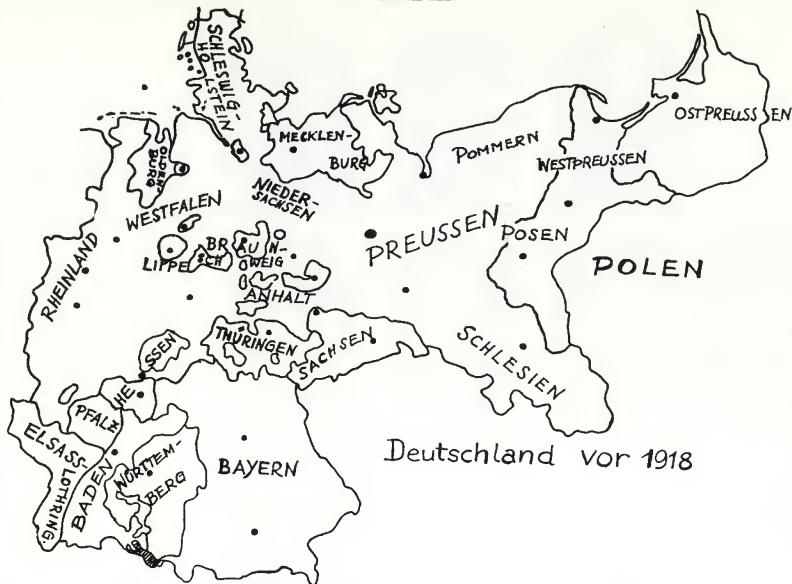 SCHLESWIG-
HOLSTEIN
OSTPREUSSEN
MECKLEN-
BURG
POMMERN
OLDEN-
BURG
WESTPREUSSEN
NIEDER-
SACHSEN
WESTFALEN
PREUSSEN
POSEN
RHEINLAND
BRAUN-
SCHWEIG
LIPPE
POLEN
ANHALT
THÜRINGEN
SACHSEN
SCHLESIEN
HESSEN
PFALZ
ELSASS-
LOTHRING.
BADEN
WÜRTTEM-
BERG
BAYERN
Deutschland vor 1918